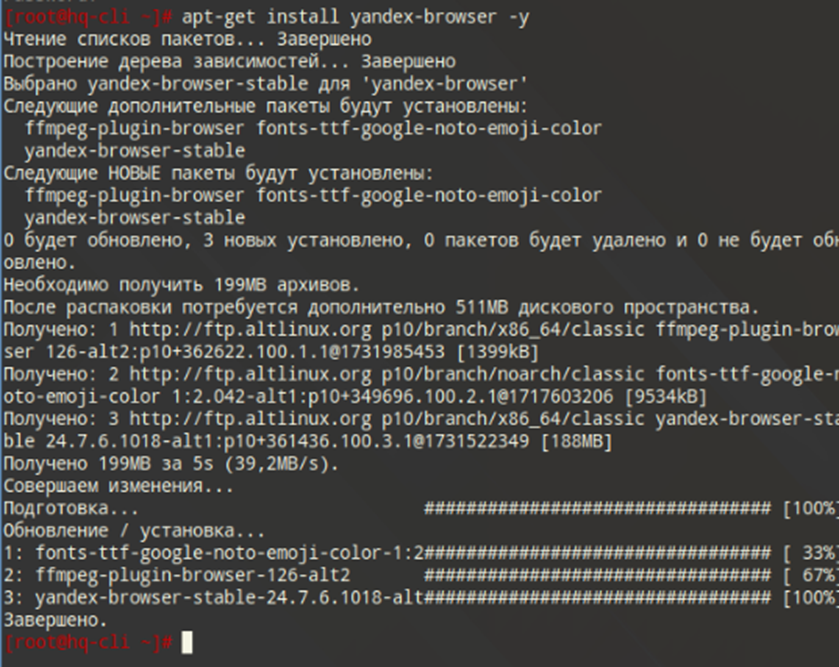 [root@hq-cli ~]# apt-get install yandex-browser -y
Чтение списков пакетов... Завершено
Построение дерева зависимостей... Завершено
Выбрано yandex-browser-stable для 'yandex-browser'
Следующие дополнительные пакеты будут установлены:
  ffmpeg-plugin-browser fonts-ttf-google-noto-emoji-color
  yandex-browser-stable
Следующие НОВЫЕ пакеты будут установлены:
  ffmpeg-plugin-browser fonts-ttf-google-noto-emoji-color
  yandex-browser-stable
0 будет обновлено, 3 новых установлено, 0 пакетов будет удалено и 0 не будет обн
овлено.
Необходимо получить 199MB архивов.
После распаковки потребуется дополнительно 511MB дискового пространства.
Получено: 1 http://ftp.altlinux.org p10/branch/x86_64/classic ffmpeg-plugin-brow
ser 126-alt2:p10+362622.100.1.1@1731985453 [1399kB]
Получено: 2 http://ftp.altlinux.org p10/branch/noarch/classic fonts-ttf-google-n
oto-emoji-color 1:2.042-alt1:p10+349696.100.2.1@1717603206 [9534kB]
Получено: 3 http://ftp.altlinux.org p10/branch/x86_64/classic yandex-browser-sta
ble 24.7.6.1018-alt1:p10+361436.100.3.1@1731522349 [188MB]
Получено 199MB за 5s (39,2MB/s).
Совершаем изменения...
Подготовка... ################################# [100%]
Обновление / установка...
1: fonts-ttf-google-noto-emoji-color-1:2################################# [ 33%]
2: ffmpeg-plugin-browser-126-alt2 ################################# [ 67%]
3: yandex-browser-stable-24.7.6.1018-alt################################# [100%]
Завершено.
[root@hq-cli ~]#